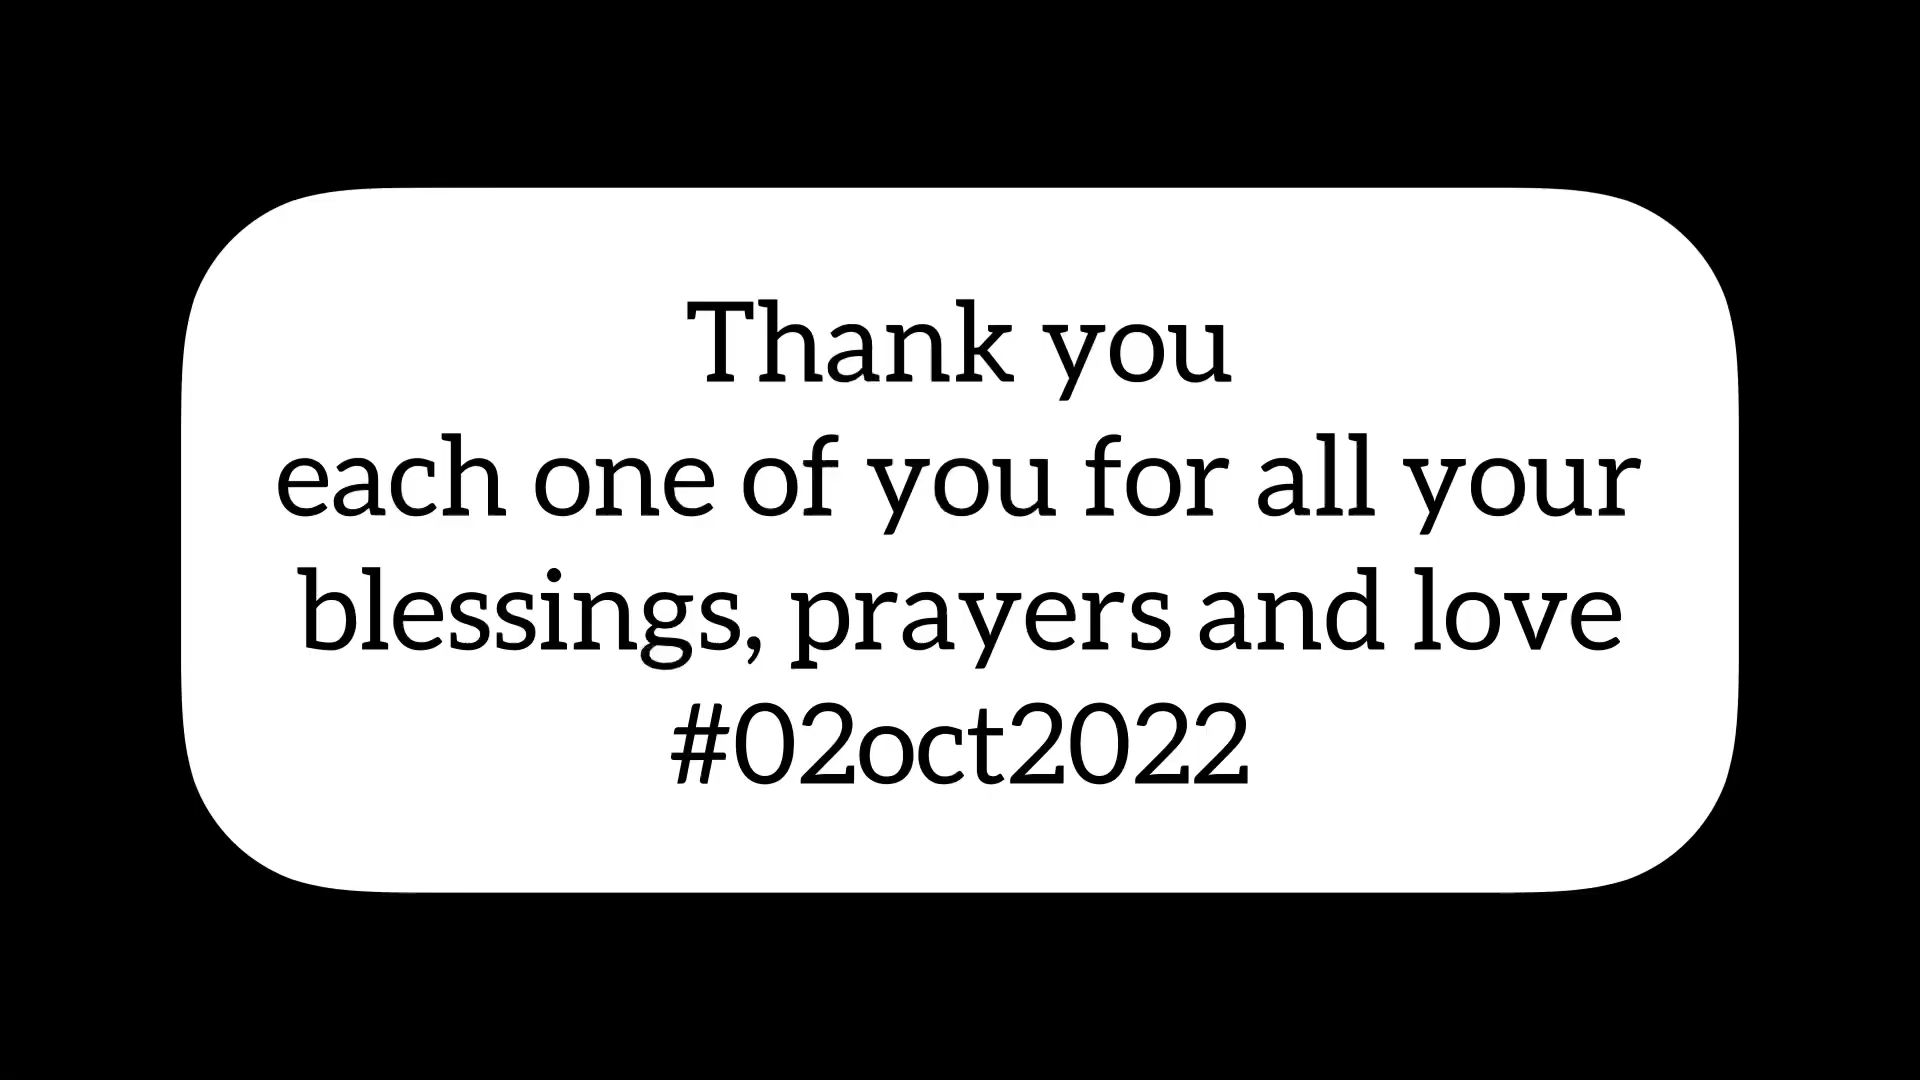 Thank you
each one of you for all your
blessings, prayers and love
#02oct2022